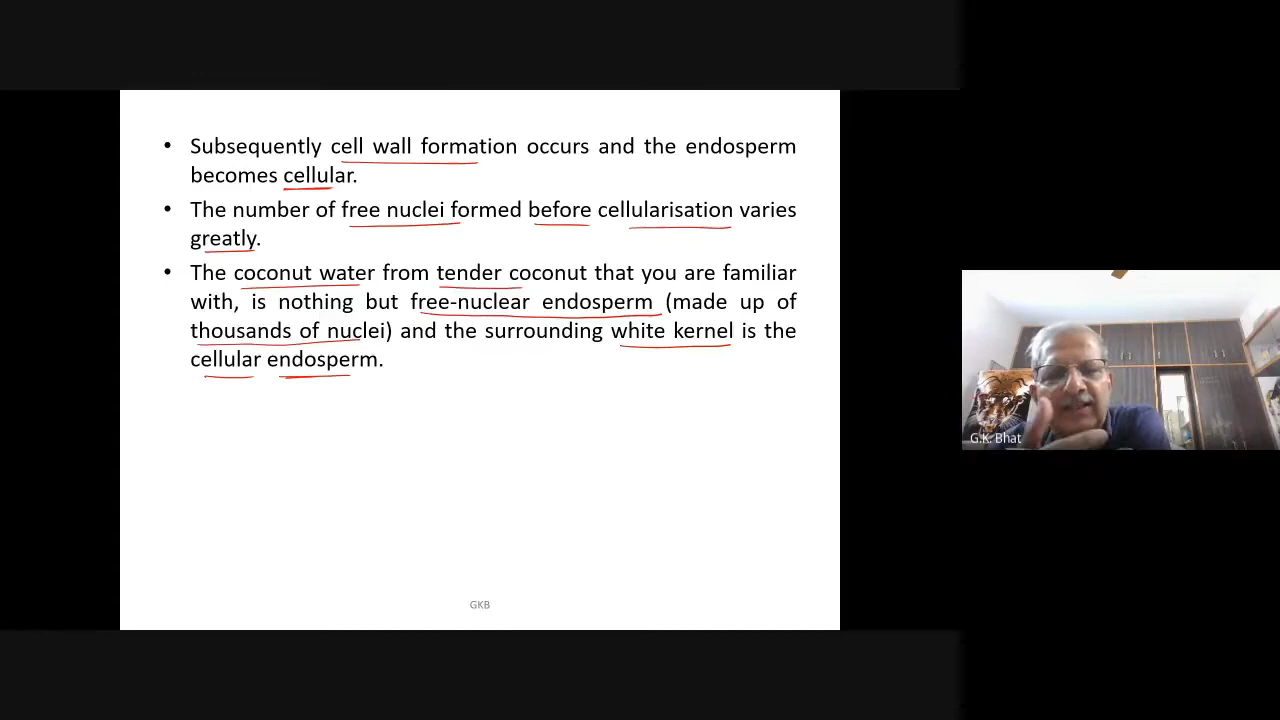 • Subsequently cell wall formation occurs and the endosperm
becomes cellular.
• The number of free nuclei formed before cellularisation varies
greatly.
• The coconut water from tender coconut that you are familiar
with, is nothing but free-nuclear endosperm (made up of
thousands of nuclei) and the surrounding white kernel is the
cellular endosperm.
GKB
G.K. Bhat